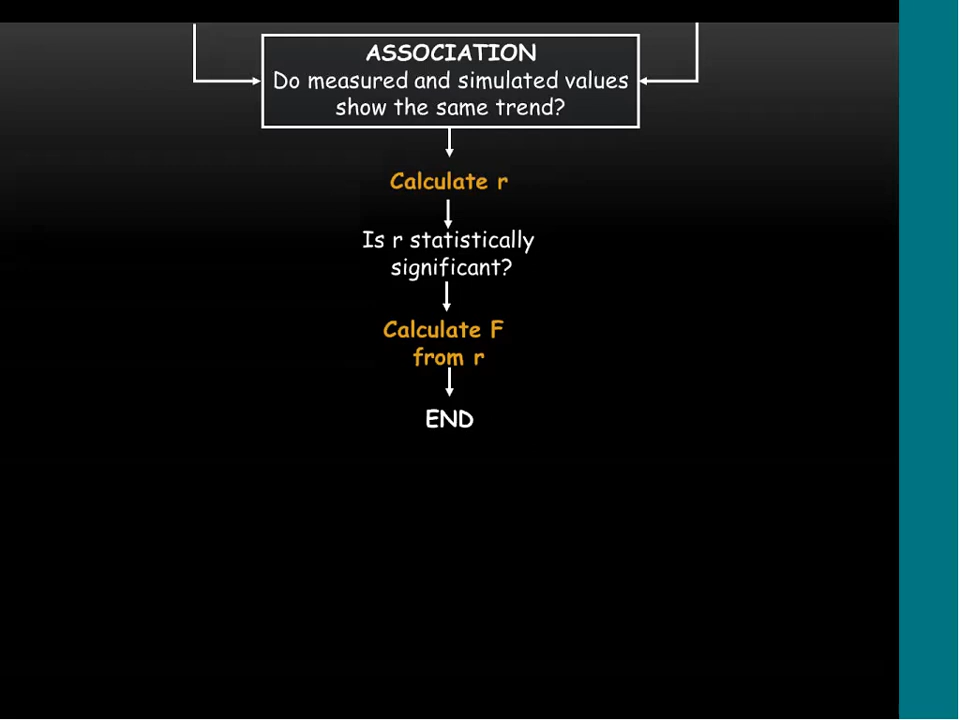 ASSOCIATION
Do measured and simulated values
show the same trend?
Calculate r
Is r statistically
significant?
Calculate F
from r
END